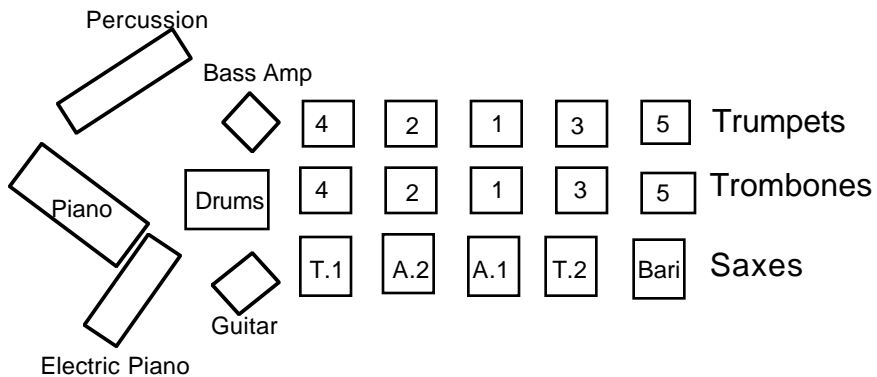 Percussion
Bass Amp
4 2 1 3 5 Trumpets
4 2 1 3 5 Trombones
Piano Drums
T.1 A.2 A.1 T.2 Bari Saxes
Guitar
Electric Piano